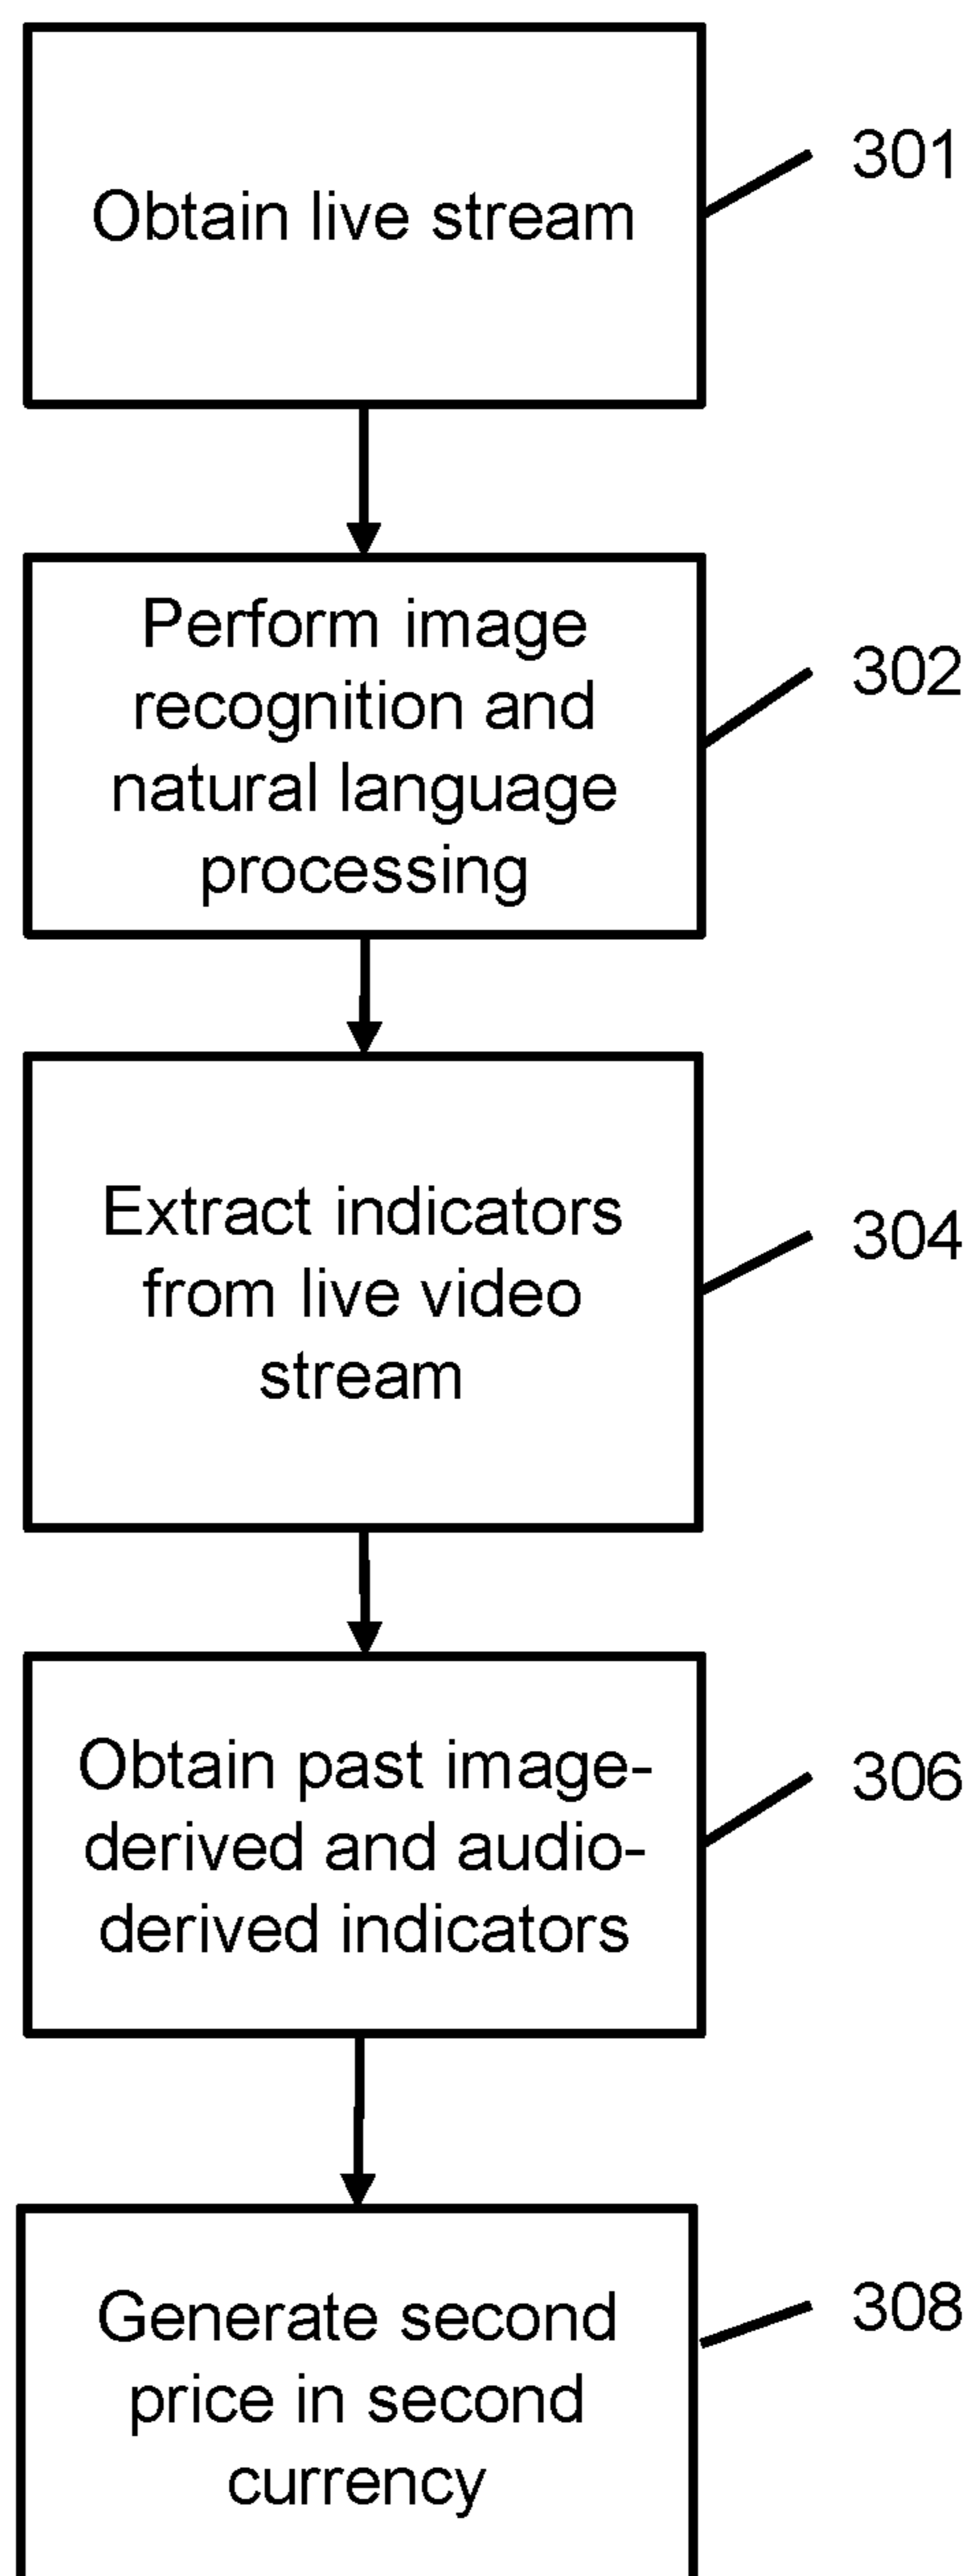 Obtain live stream
301
Perform image
recognition and
natural language
processing
302
Extract indicators
from live video
stream
304
Obtain past image-
derived and audio-
derived indicators
306
Generate second
price in second
currency
308